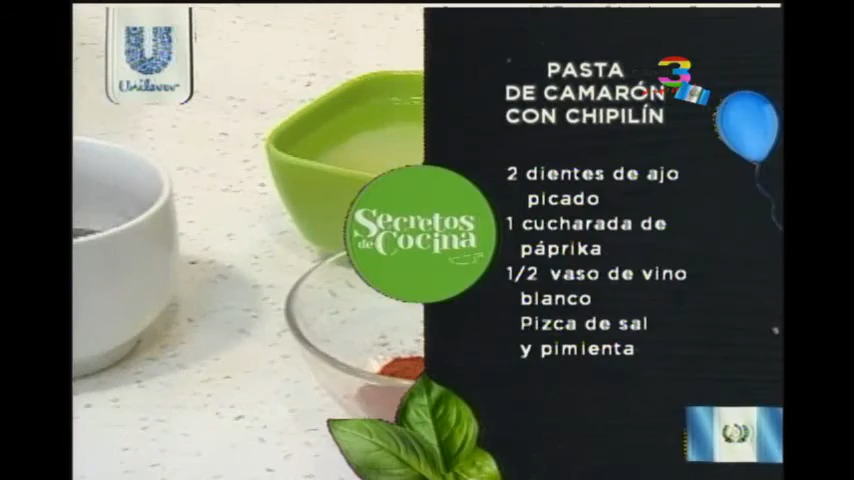 Unilever
PASTA
DE CAMARÓN
CON CHIPILÍN
3
2 dientes de ajo
picado
1 cucharada de
páprika
1/2 vaso de vino
blanco
Pizca de sal
y pimienta
Secretos
de Cocina